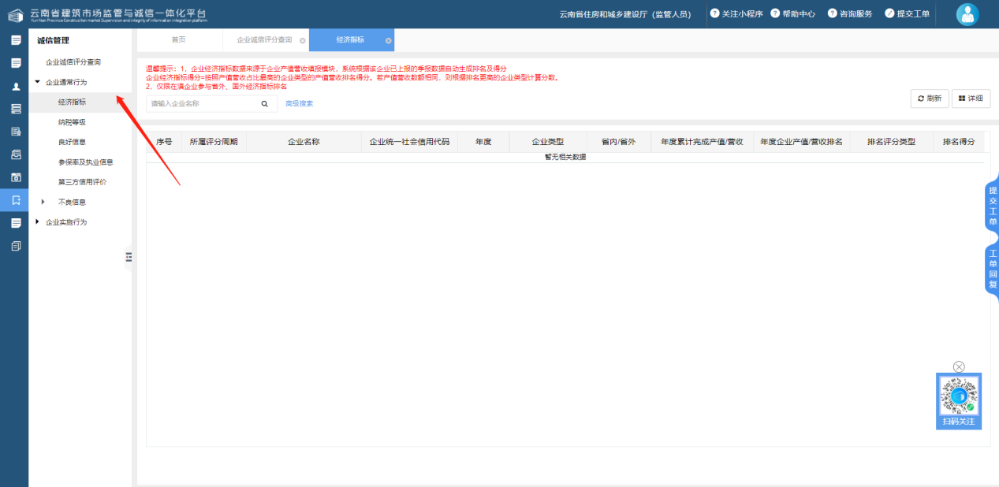 云南省建筑市场监管与诚信一体化平台
Yun Nan Province Construction market Supervision and integrity of information integration platform
云南省住房和城乡建设厅（监管人员）
关注小程序
帮助中心
咨询服务
提交工单
诚信管理
企业诚信评分查询
企业通常行为
经济指标
纳税等级
良好信息
参保率及执业信息
第三方信用评价
不良信息
企业实施行为
首页
企业诚信评分查询
经济指标
温馨提示：1、企业经济指标数据来源于企业产值营收填报模块，系统根据该企业已上报的季报数据自动生成排名及得分
企业经济指标得分=按照产值营收占比最高的企业类型的产值营收排名得分。若产值营收数额相同，则根据排名更高的企业类型计算分数。
2、仅限在滇企业参与省外、国外经济指标排名
请输入企业名称
高级搜索
刷新
详细
序号 所属评分周期 企业名称 企业统一社会信用代码 年度 企业类型 省内/省外 年度累计完成产值/营收 年度企业产值/营收排名 排名评分类型 排名得分
暂无相关数据
提交工单
工单回复
扫码关注